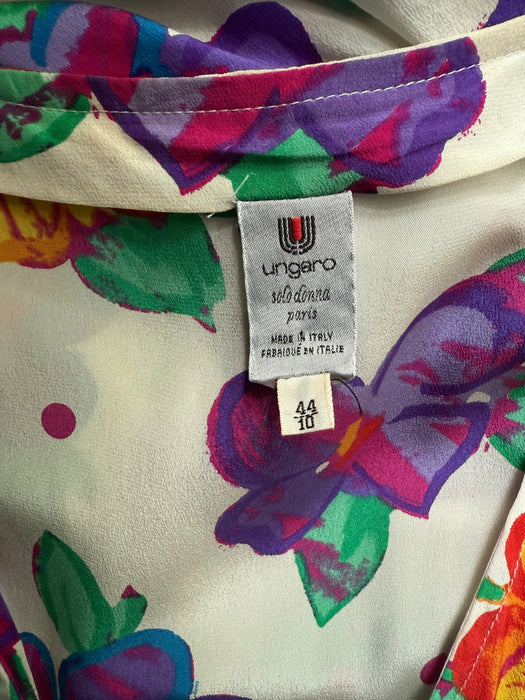 ungaro
solo donna
paris
MADE IN ITALY
FABRIQUÉ EN ITALIE
44
10